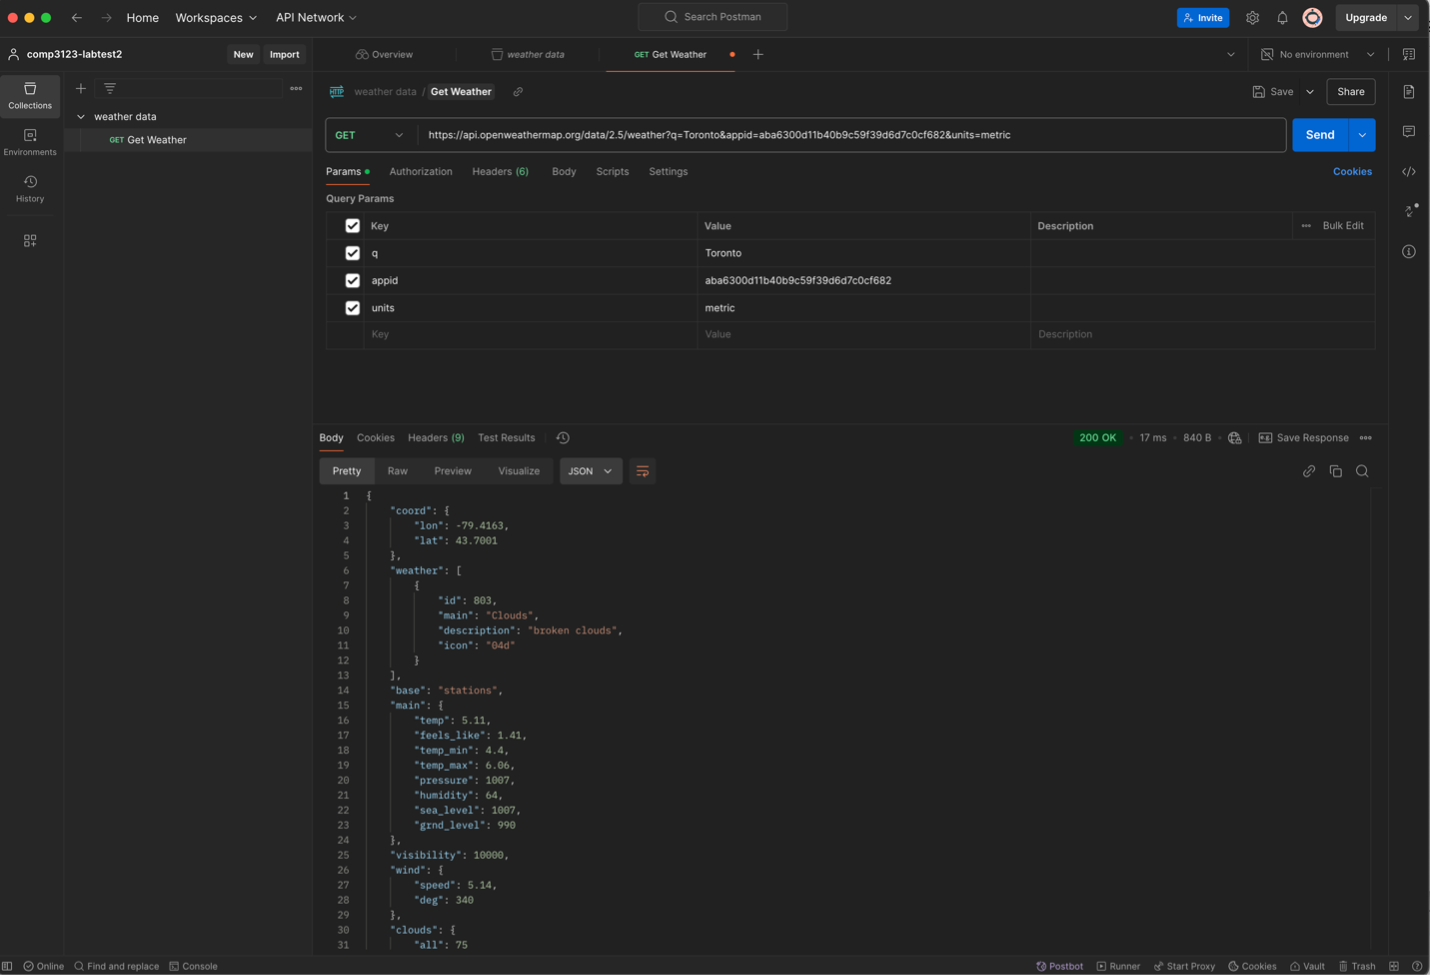 Home Workspaces API Network Search Postman Invite Upgrade
comp3123-labtest2 New Import Overview weather data GET Get Weather No environment
Collections
Environments
History
weather data
GET Get Weather
weather data / Get Weather Save Share
GET https://api.openweathermap.org/data/2.5/weather?q=Toronto&appid=aba6300d11b40b9c59f39d6d7c0cf682&units=metric Send
Params Authorization Headers (6) Body Scripts Settings Cookies
Query Params
Key Value Description Bulk Edit
q Toronto
appid aba6300d11b40b9c59f39d6d7c0cf682
units metric
Key Value Description
Body Cookies Headers (9) Test Results 200 OK 17 ms 840 B Save Response
Pretty Raw Preview Visualize JSON
1 {
2 "coord": {
3 "lon": -79.4163,
4 "lat": 43.7001
5 },
6 "weather": [
7 {
8 "id": 803,
9 "main": "Clouds",
10 "description": "broken clouds",
11 "icon": "04d"
12 }
13 ],
14 "base": "stations",
15 "main": {
16 "temp": 5.11,
17 "feels_like": 1.41,
18 "temp_min": 4.4,
19 "temp_max": 6.06,
20 "pressure": 1007,
21 "humidity": 64,
22 "sea_level": 1007,
23 "grnd_level": 990
24 },
25 "visibility": 10000,
26 "wind": {
27 "speed": 5.14,
28 "deg": 340
29 },
30 "clouds": {
31 "all": 75
Online Find and replace Console Postbot Runner Start Proxy Cookies Vault Trash